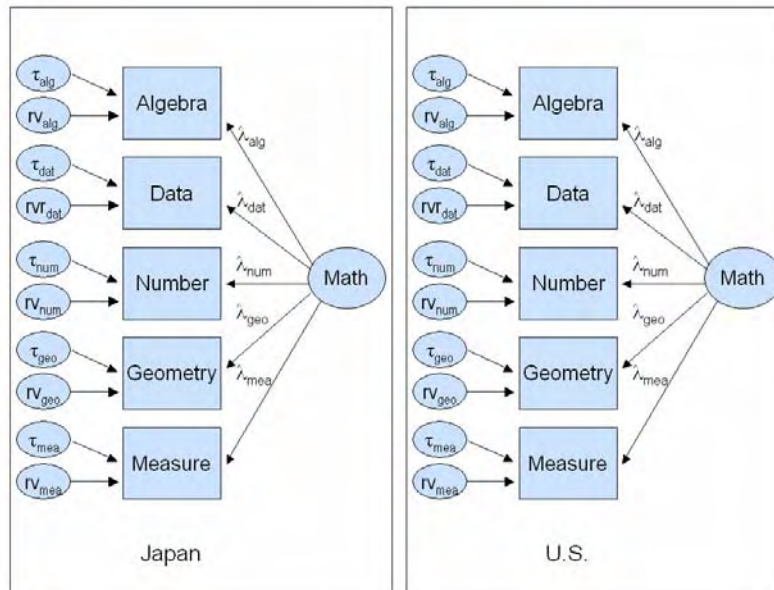 τalg
rvalg
Algebra
λalg
τdat
rvrdat
Data
λdat
τnum
rvnum
Number
λnum
Math
τgeo
rvgeo
Geometry
λgeo
τmea
rvmea
Measure
λmea
Japan
τalg
rvalg
Algebra
λalg
τdat
rvrdat
Data
λdat
τnum
rvnum
Number
λnum
Math
τgeo
rvgeo
Geometry
λgeo
τmea
rvmea
Measure
λmea
U.S.